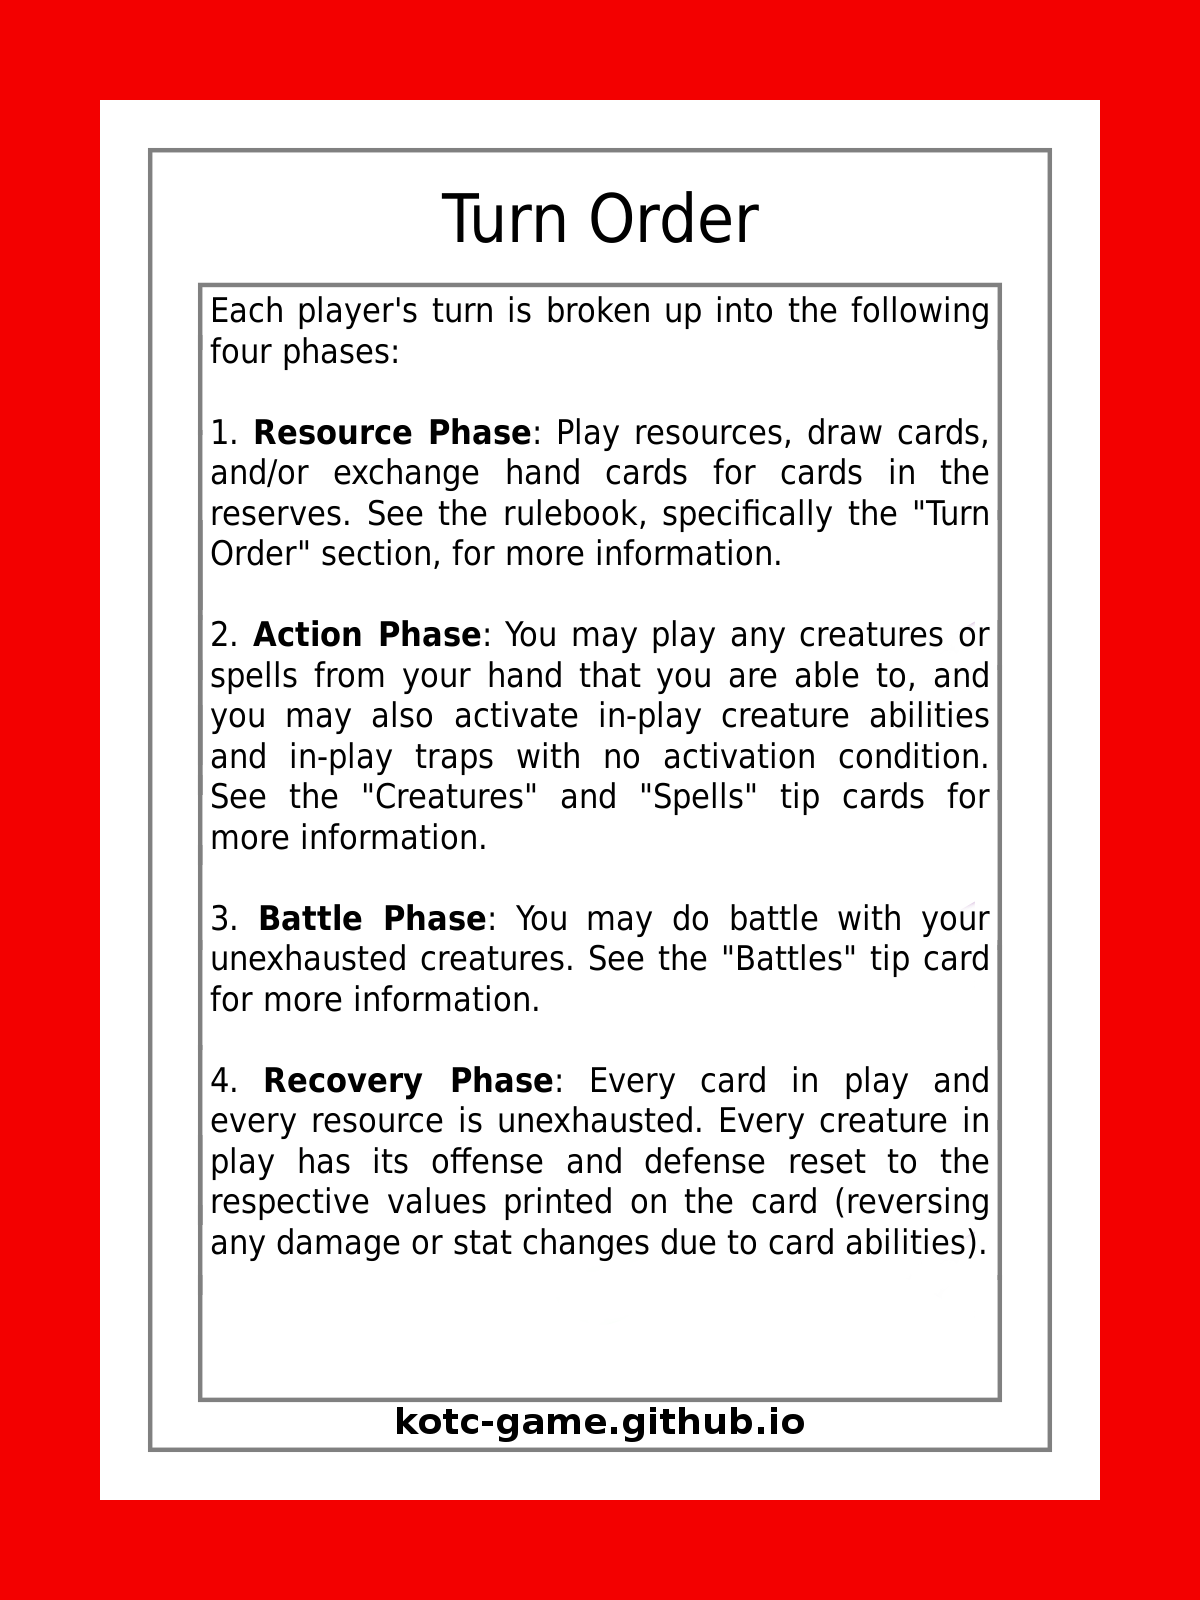 Turn Order
Each player's turn is broken up into the following
four phases:
1. Resource Phase: Play resources, draw cards,
and/or exchange hand cards for cards in the
reserves. See the rulebook, specifically the "Turn
Order" section, for more information.
2. Action Phase: You may play any creatures or
spells from your hand that you are able to, and
you may also activate in-play creature abilities
and in-play traps with no activation condition.
See the "Creatures" and "Spells" tip cards for
more information.
3. Battle Phase: You may do battle with your
unexhausted creatures. See the "Battles" tip card
for more information.
4. Recovery Phase: Every card in play and
every resource is unexhausted. Every creature in
play has its offense and defense reset to the
respective values printed on the card (reversing
any damage or stat changes due to card abilities).
kotc-game.github.io